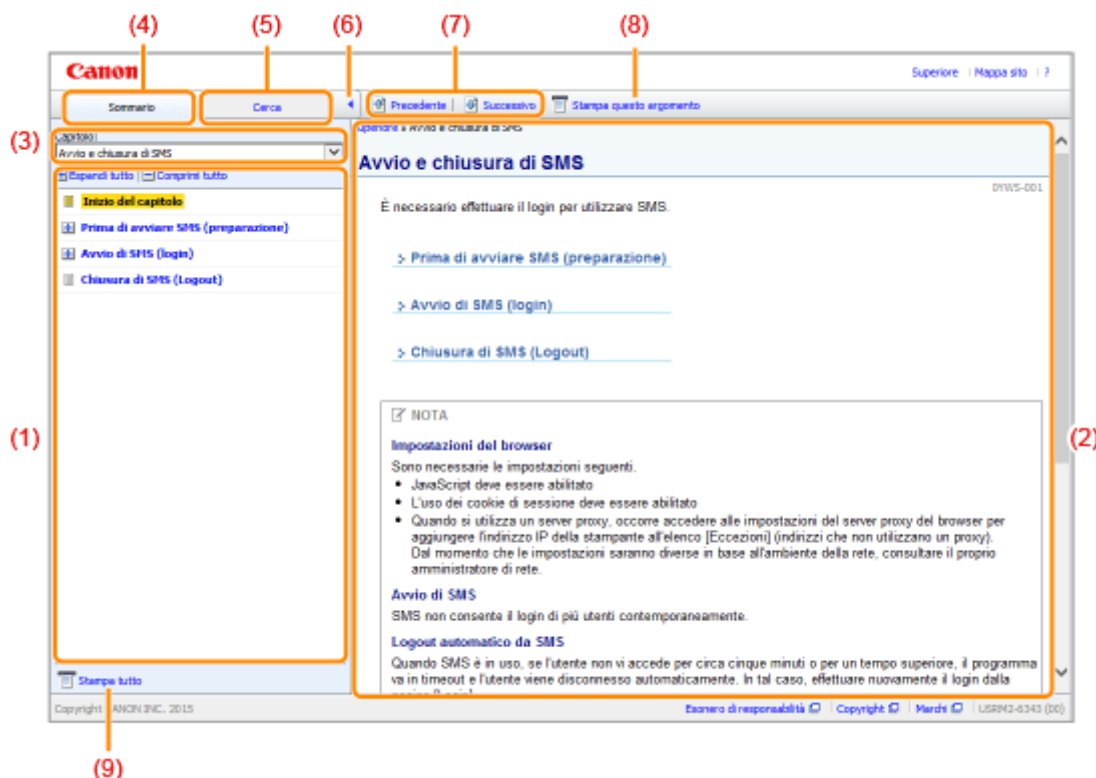 (4) (5) (6) (7) (8)
Canon
Superiore | Mappa sito | ?
Sommario
Cerca
Precedente | Successivo
Stampa questo argomento
(3)
Capitolo:
Avvio e chiusura di SMS
Espandi tutto | Comprimi tutto
Inizio del capitolo
Prima di avviare SMS (preparazione)
Avvio di SMS (login)
Chiusura di SMS (Logout)
(1)
Stampa tutto
» Avvio e chiusura di SMS
Avvio e chiusura di SMS
DYWS-001
È necessario effettuare il login per utilizzare SMS.
Prima di avviare SMS (preparazione)
Avvio di SMS (login)
Chiusura di SMS (Logout)
NOTA
Impostazioni del browser
Sono necessarie le impostazioni seguenti.
• JavaScript deve essere abilitato
• L'uso dei cookie di sessione deve essere abilitato
• Quando si utilizza un server proxy, occorre accedere alle impostazioni del server proxy del browser per
aggiungere l'indirizzo IP della stampante all'elenco [Eccezioni] (indirizzi che non utilizzano un proxy).
Dal momento che le impostazioni saranno diverse in base all'ambiente della rete, consultare il proprio
amministratore di rete.
Avvio di SMS
SMS non consente il login di più utenti contemporaneamente.
Logout automatico da SMS
Quando SMS è in uso, se l'utente non vi accede per circa cinque minuti o per un tempo superiore, il programma
va in timeout e l'utente viene disconnesso automaticamente. In tal caso, effettuare nuovamente il login dalla
(2)
Copyright CANON INC. 2015
Esonero di responsabilità | Copyright | Marchi | USRM2-6343 (00)
(9)